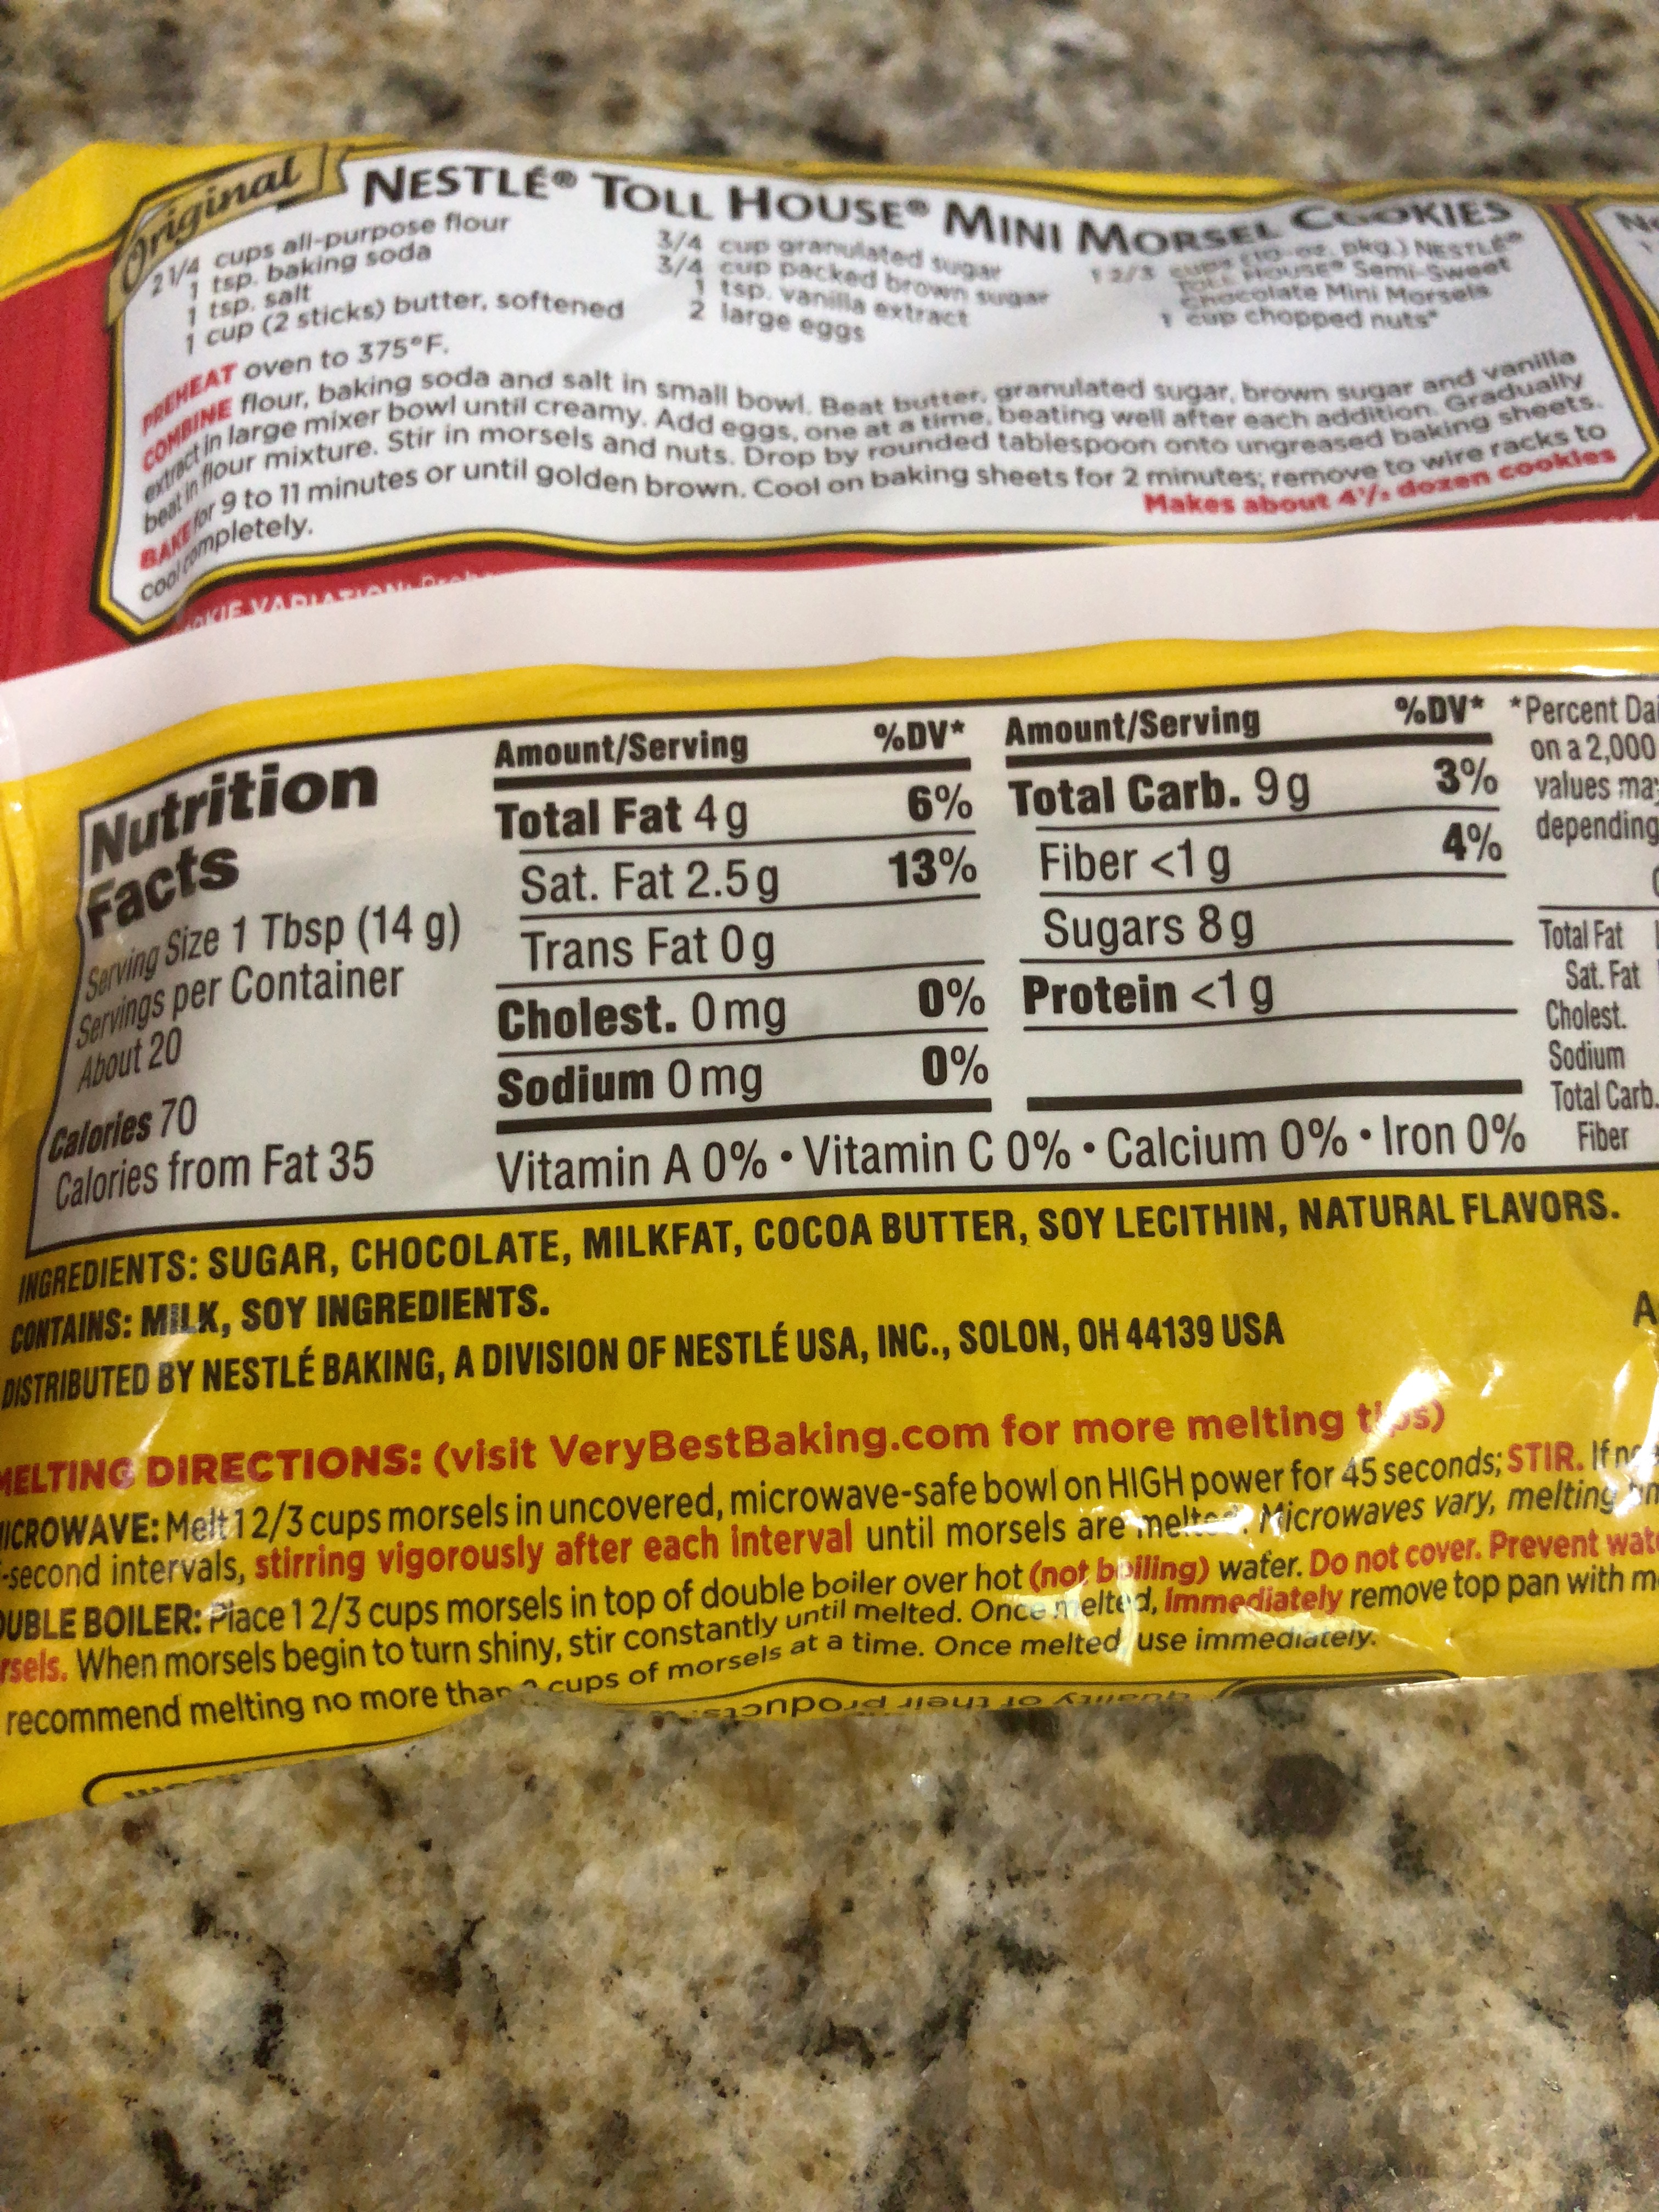 Original
NESTLÉ® TOLL HOUSE® MINI MORSEL COOKIES
2 1/4 cups all-purpose flour
1 tsp. baking soda
1 tsp. salt
1 cup (2 sticks) butter, softened
3/4 cup granulated sugar
3/4 cup packed brown sugar
1 tsp. vanilla extract
2 large eggs
1 2/3 cups (10-oz. pkg.) NESTLÉ®
TOLL HOUSE® Semi-Sweet
Chocolate Mini Morsels
1 cup chopped nuts*
PREHEAT oven to 375°F.
COMBINE flour, baking soda and salt in small bowl. Beat butter, granulated sugar, brown sugar and vanilla
extract in large mixer bowl until creamy. Add eggs, one at a time, beating well after each addition. Gradually
beat in flour mixture. Stir in morsels and nuts. Drop by rounded tablespoon onto ungreased baking sheets.
BAKE for 9 to 11 minutes or until golden brown. Cool on baking sheets for 2 minutes; remove to wire racks to
cool completely.
Makes about dozen cookies
VARIATION:
Nutrition
Facts
Serving Size 1 Tbsp (14 g)
Servings per Container
About 20
Calories 70
Calories from Fat 35
Amount/Serving %DV*
Total Fat 4g 6%
Sat. Fat 2.5g 13%
Trans Fat 0g
Cholest. 0mg 0%
Sodium 0mg 0%
Amount/Serving %DV*
Total Carb. 9g 3%
Fiber <1g 4%
Sugars 8g
Protein <1g
Vitamin A 0% • Vitamin C 0% • Calcium 0% • Iron 0%
*Percent Dai
on a 2,000
values may
depending
Total Fat
Sat. Fat
Cholest.
Sodium
Total Carb.
Fiber
INGREDIENTS: SUGAR, CHOCOLATE, MILKFAT, COCOA BUTTER, SOY LECITHIN, NATURAL FLAVORS.
CONTAINS: MILK, SOY INGREDIENTS.
DISTRIBUTED BY NESTLÉ BAKING, A DIVISION OF NESTLÉ USA, INC., SOLON, OH 44139 USA
MELTING DIRECTIONS: (visit VeryBestBaking.com for more melting tips)
MICROWAVE: Melt 1 2/3 cups morsels in uncovered, microwave-safe bowl on HIGH power for 45 seconds; STIR. If
-second intervals, stirring vigorously after each interval until morsels are melted. Microwaves vary, melting
OUBLE BOILER: Place 1 2/3 cups morsels in top of double boiler over hot (not boiling) water. Do not cover. Prevent wat
rsels. When morsels begin to turn shiny, stir constantly until melted. Once melted, immediately remove top pan with m
recommend melting no more than cups of morsels at a time. Once melted, use immediately.
quality of their products